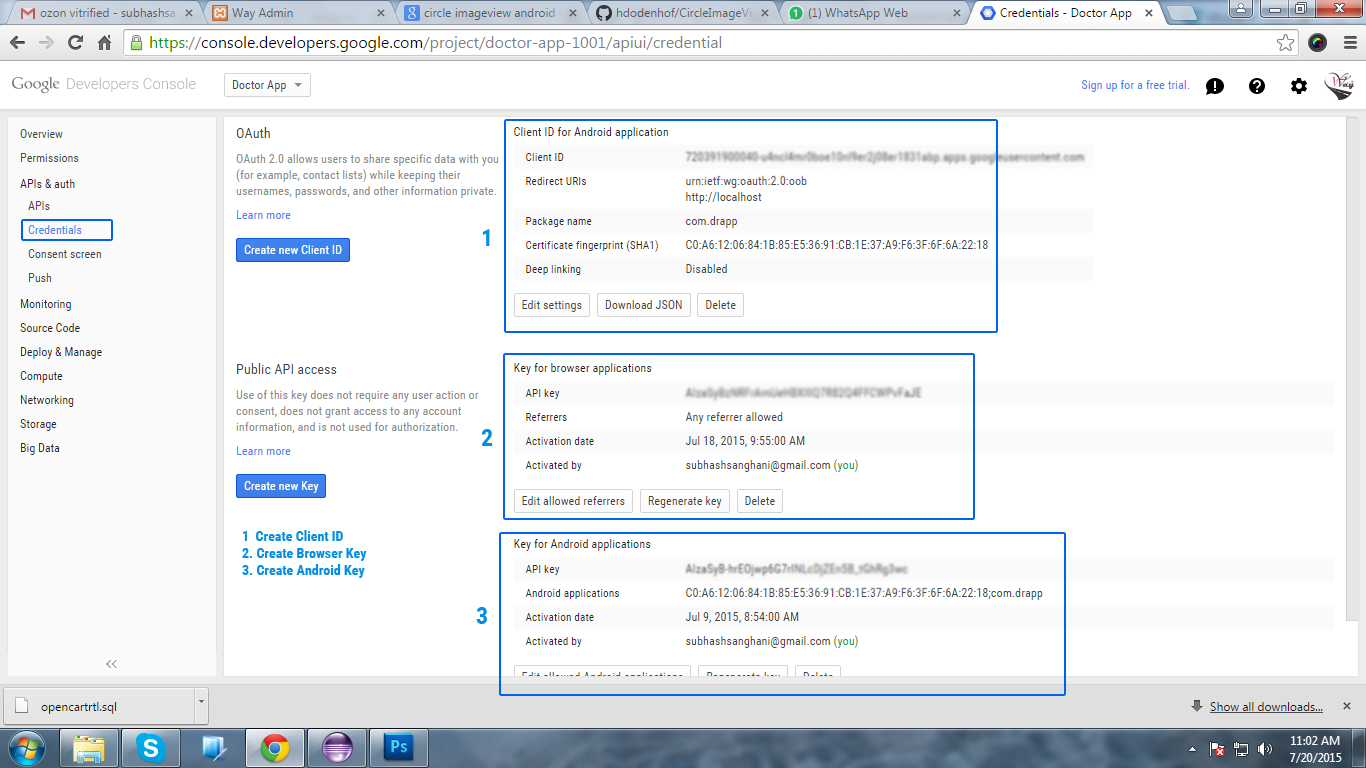 ozon vitrified - subhashsa
Way Admin
circle imageview android
hdodenhof/CircleImageVi
(1) WhatsApp Web
Credentials - Doctor App
https://console.developers.google.com/project/doctor-app-1001/apiui/credential
Google Developers Console
Doctor App
Sign up for a free trial.
Overview
Permissions
APIs & auth
APIs
Credentials
Consent screen
Push
Monitoring
Source Code
Deploy & Manage
Compute
Networking
Storage
Big Data
OAuth
OAuth 2.0 allows users to share specific data with you
(for example, contact lists) while keeping their
usernames, passwords, and other information private.
Learn more
Create new Client ID
1
Client ID for Android application
Client ID
Redirect URIs urn:ietf:wg:oauth:2.0:oob
http://localhost
Package name com.drapp
Certificate fingerprint (SHA1) C0:A6:12:06:84:1B:85:E5:36:91:CB:1E:37:A9:F6:3F:6F:6A:22:18
Deep linking Disabled
Edit settings Download JSON Delete
Public API access
Use of this key does not require any user action or
consent, does not grant access to any account
information, and is not used for authorization.
Learn more
Create new Key
2
Key for browser applications
API key
Referrers Any referrer allowed
Activation date Jul 18, 2015, 9:55:00 AM
Activated by subhashsanghani@gmail.com (you)
Edit allowed referrers Regenerate key Delete
1 Create Client ID
2. Create Browser Key
3. Create Android Key
3
Key for Android applications
API key
Android applications C0:A6:12:06:84:1B:85:E5:36:91:CB:1E:37:A9:F6:3F:6F:6A:22:18;com.drapp
Activation date Jul 9, 2015, 8:54:00 AM
Activated by subhashsanghani@gmail.com (you)
Edit allowed Android applications Regenerate key Delete
opencartrtl.sql
Show all downloads...
Ps
11:02 AM
7/20/2015